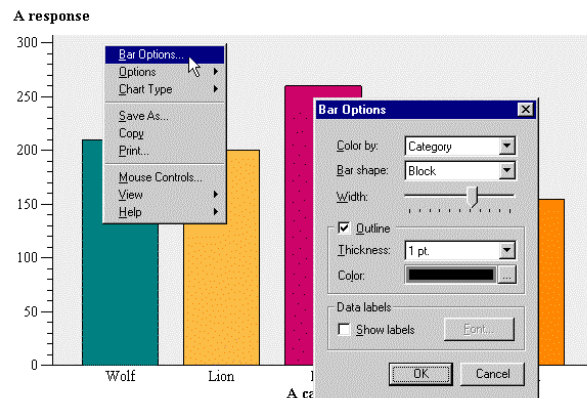 A response
300
250
200
150
100
50
0
Bar Options...
Options
Chart Type
Save As...
Copy
Print...
Mouse Controls...
View
Help
Bar Options
Color by: Category
Bar shape: Block
Width:
Outline
Thickness: 1 pt.
Color: ...
Data labels
Show labels Font...
OK Cancel
Wolf Lion
A ca